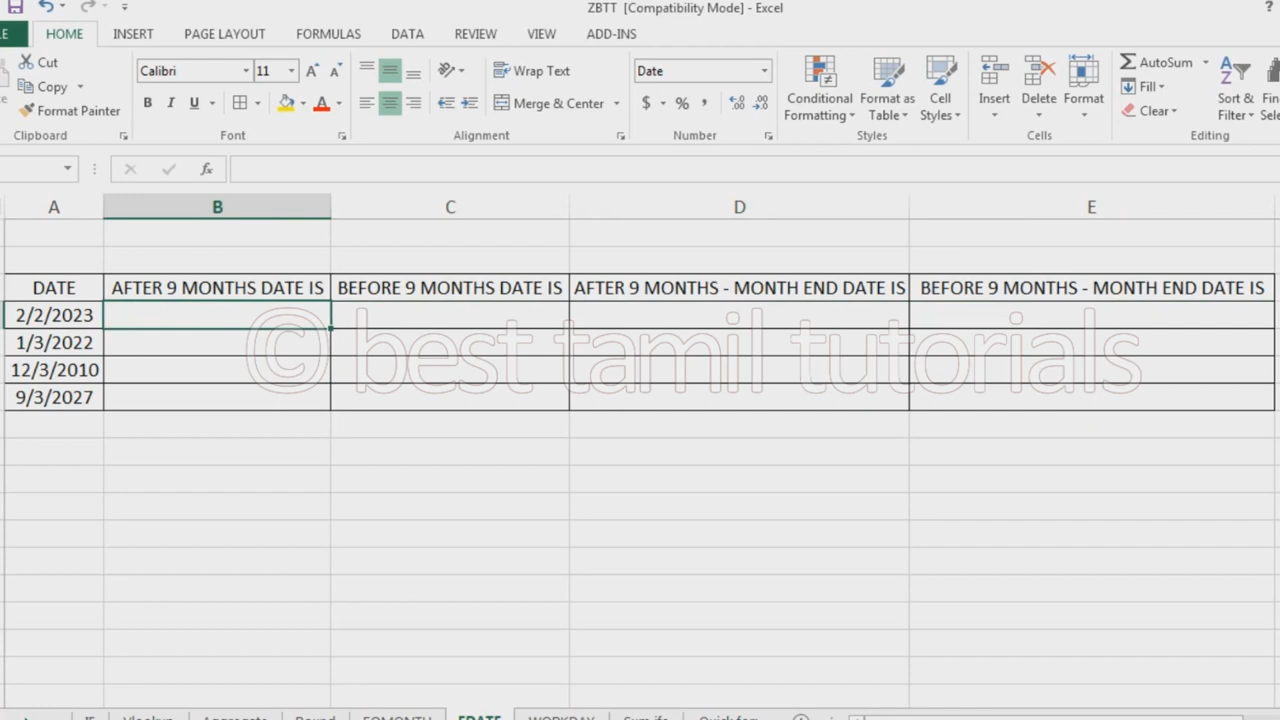 ZBTT [Compatibility Mode] - Excel
?
HOME INSERT PAGE LAYOUT FORMULAS DATA REVIEW VIEW ADD-INS
Cut
Copy
Format Painter
Clipboard
Calibri 11
B I U A
Font
Wrap Text
Merge & Center
Alignment
Date
$ % ,
Number
Conditional Formatting
Format as Table
Cell Styles
Styles
Insert
Delete
Format
Cells
AutoSum
Fill
Clear
Sort & Filter
Editing
fx
A B C D E
DATE AFTER 9 MONTHS DATE IS BEFORE 9 MONTHS DATE IS AFTER 9 MONTHS - MONTH END DATE IS BEFORE 9 MONTHS - MONTH END DATE IS
2/2/2023
1/3/2022
12/3/2010
9/3/2027
© best tamil tutorials
IF Vlookup Aggregate Round EOMONTH EDATE WORKDAY Sum ifs